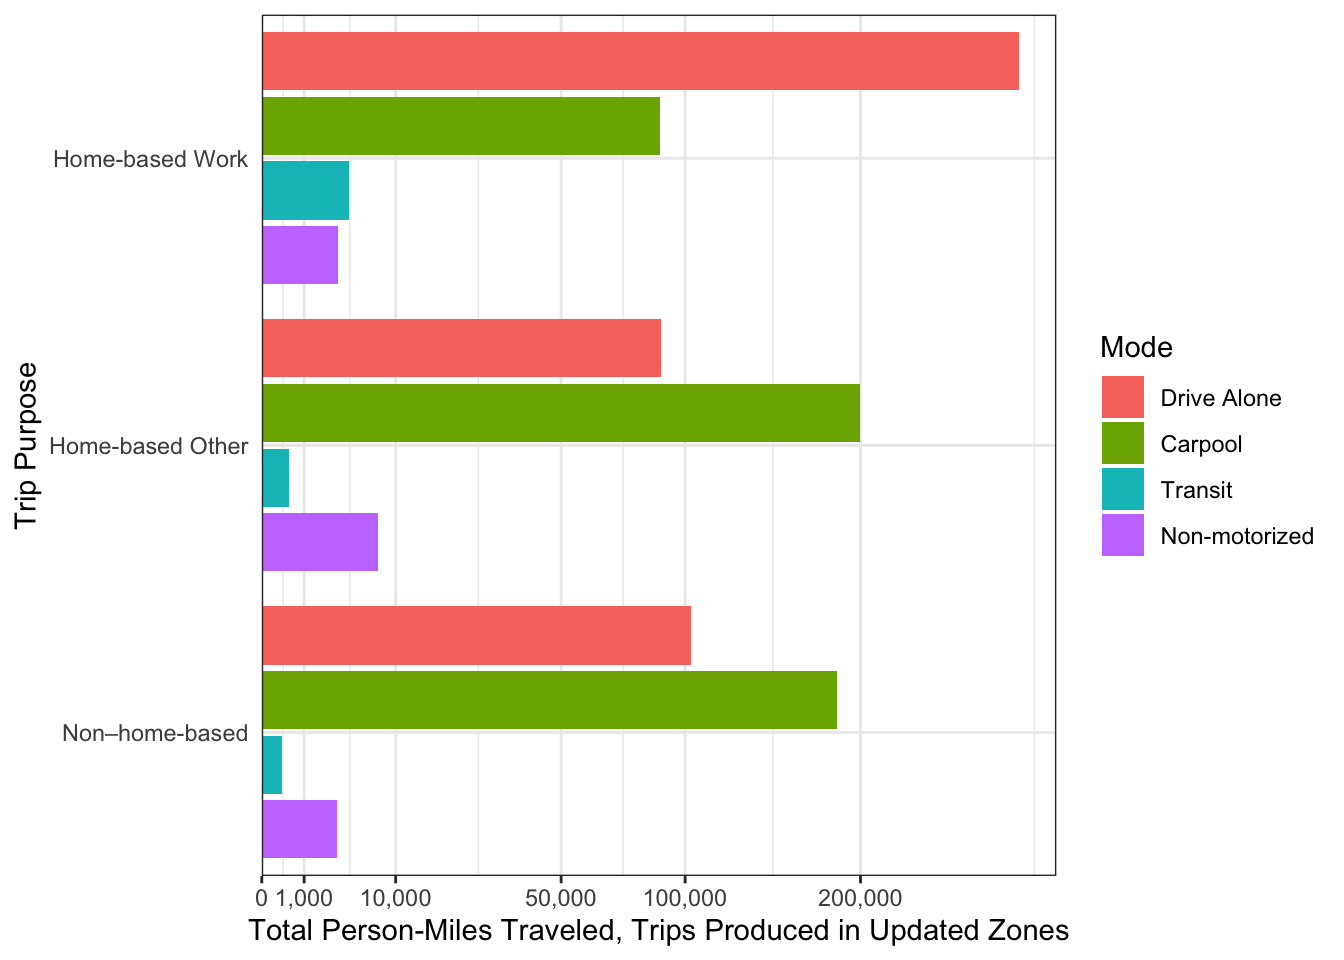 Home-based Work
Home-based Other
Non–home-based
Trip Purpose
0 1,000 10,000 50,000 100,000 200,000
Total Person-Miles Traveled, Trips Produced in Updated Zones
Mode
Drive Alone
Carpool
Transit
Non-motorized